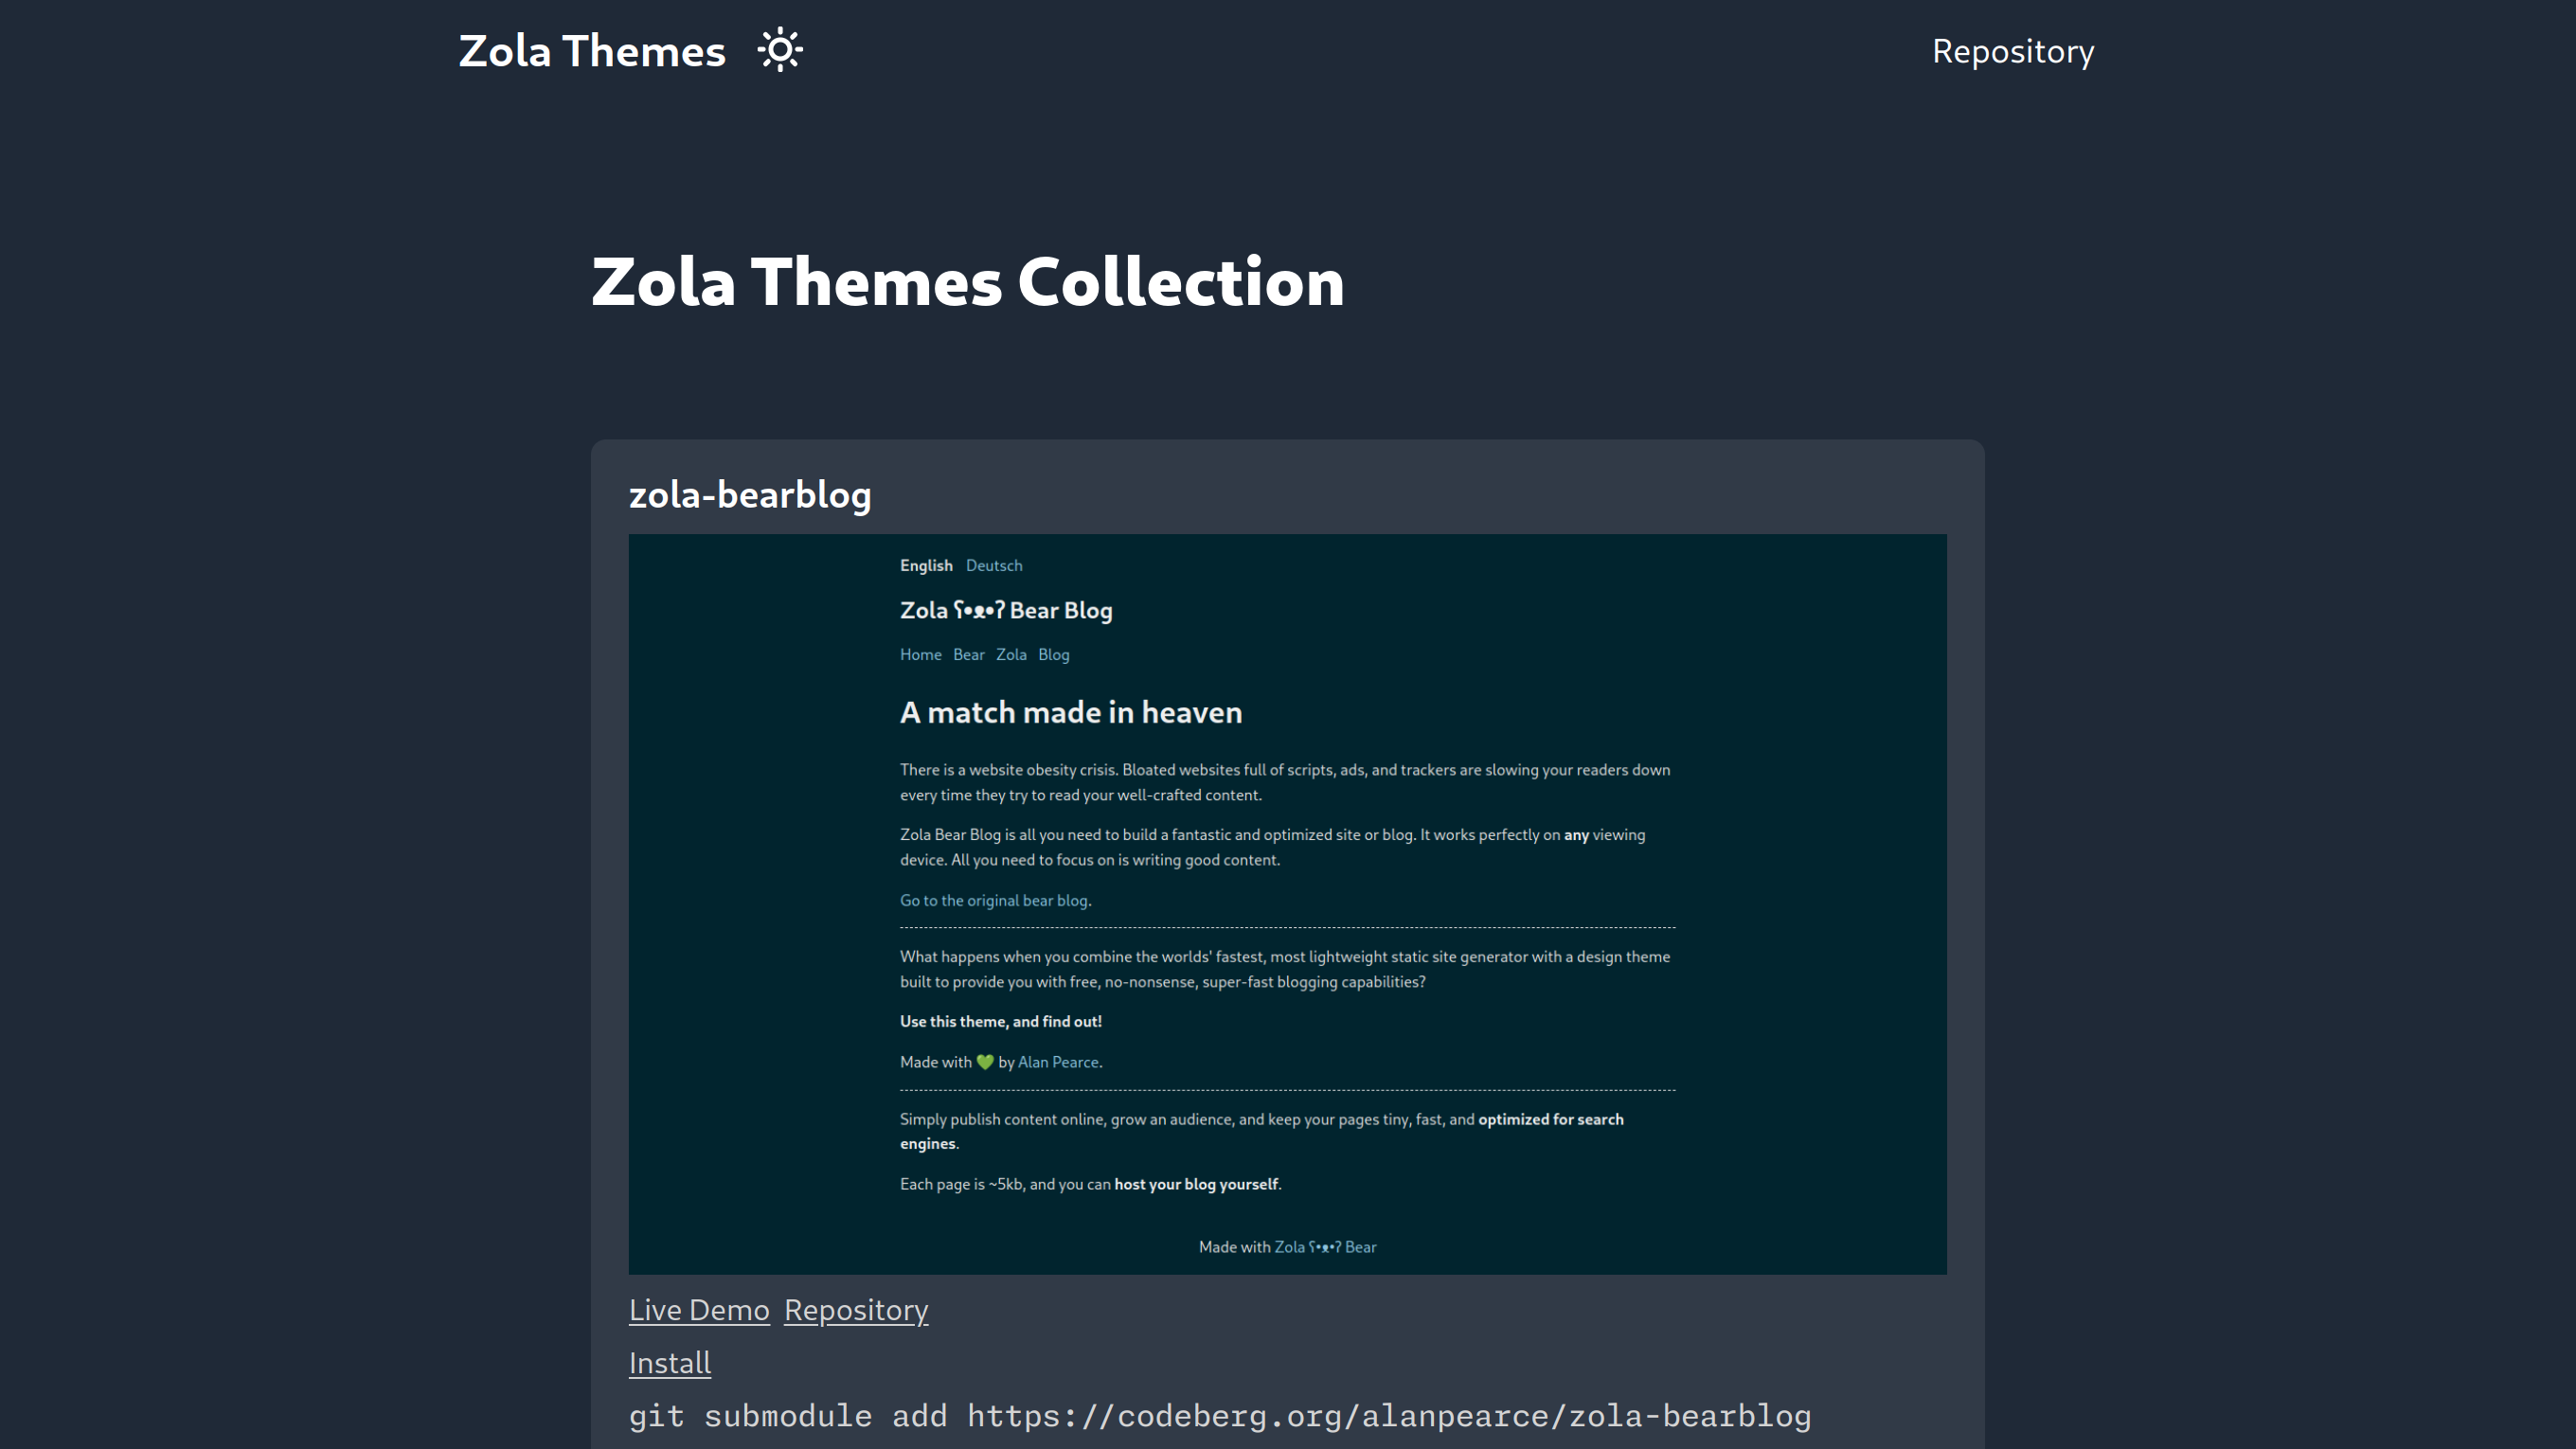 Zola Themes
Repository
Zola Themes Collection
zola-bearblog
English Deutsch
Zola ʕ•ᴥ•ʔ Bear Blog
Home Bear Zola Blog
A match made in heaven
There is a website obesity crisis. Bloated websites full of scripts, ads, and trackers are slowing your readers down
every time they try to read your well-crafted content.
Zola Bear Blog is all you need to build a fantastic and optimized site or blog. It works perfectly on any viewing
device. All you need to focus on is writing good content.
Go to the original bear blog.
What happens when you combine the worlds' fastest, most lightweight static site generator with a design theme
built to provide you with free, no-nonsense, super-fast blogging capabilities?
Use this theme, and find out!
Made with 💚 by Alan Pearce.
Simply publish content online, grow an audience, and keep your pages tiny, fast, and optimized for search
engines.
Each page is ~5kb, and you can host your blog yourself.
Made with Zola ʕ•ᴥ•ʔ Bear
Live Demo Repository
Install
git submodule add https://codeberg.org/alanpearce/zola-bearblog